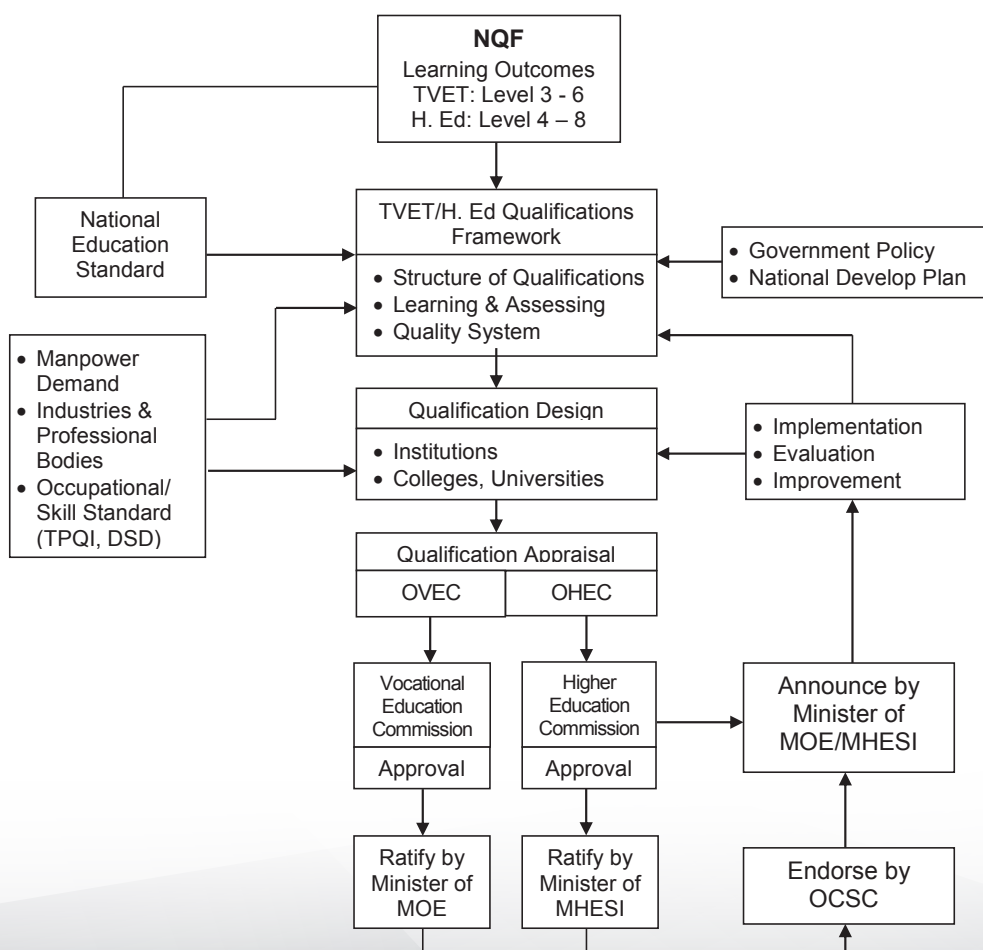 NQF
Learning Outcomes
TVET: Level 3 - 6
H. Ed: Level 4 – 8
National
Education
Standard
TVET/H. Ed Qualifications
Framework
• Structure of Qualifications
• Learning & Assessing
• Quality System
• Government Policy
• National Develop Plan
• Manpower
Demand
• Industries &
Professional
Bodies
• Occupational/
Skill Standard
(TPQI, DSD)
Qualification Design
• Institutions
• Colleges, Universities
• Implementation
• Evaluation
• Improvement
Qualification Appraisal
OVEC
OHEC
Vocational
Education
Commission
Approval
Higher
Education
Commission
Approval
Announce by
Minister of
MOE/MHESI
Ratify by
Minister of
MOE
Ratify by
Minister of
MHESI
Endorse by
OCSC